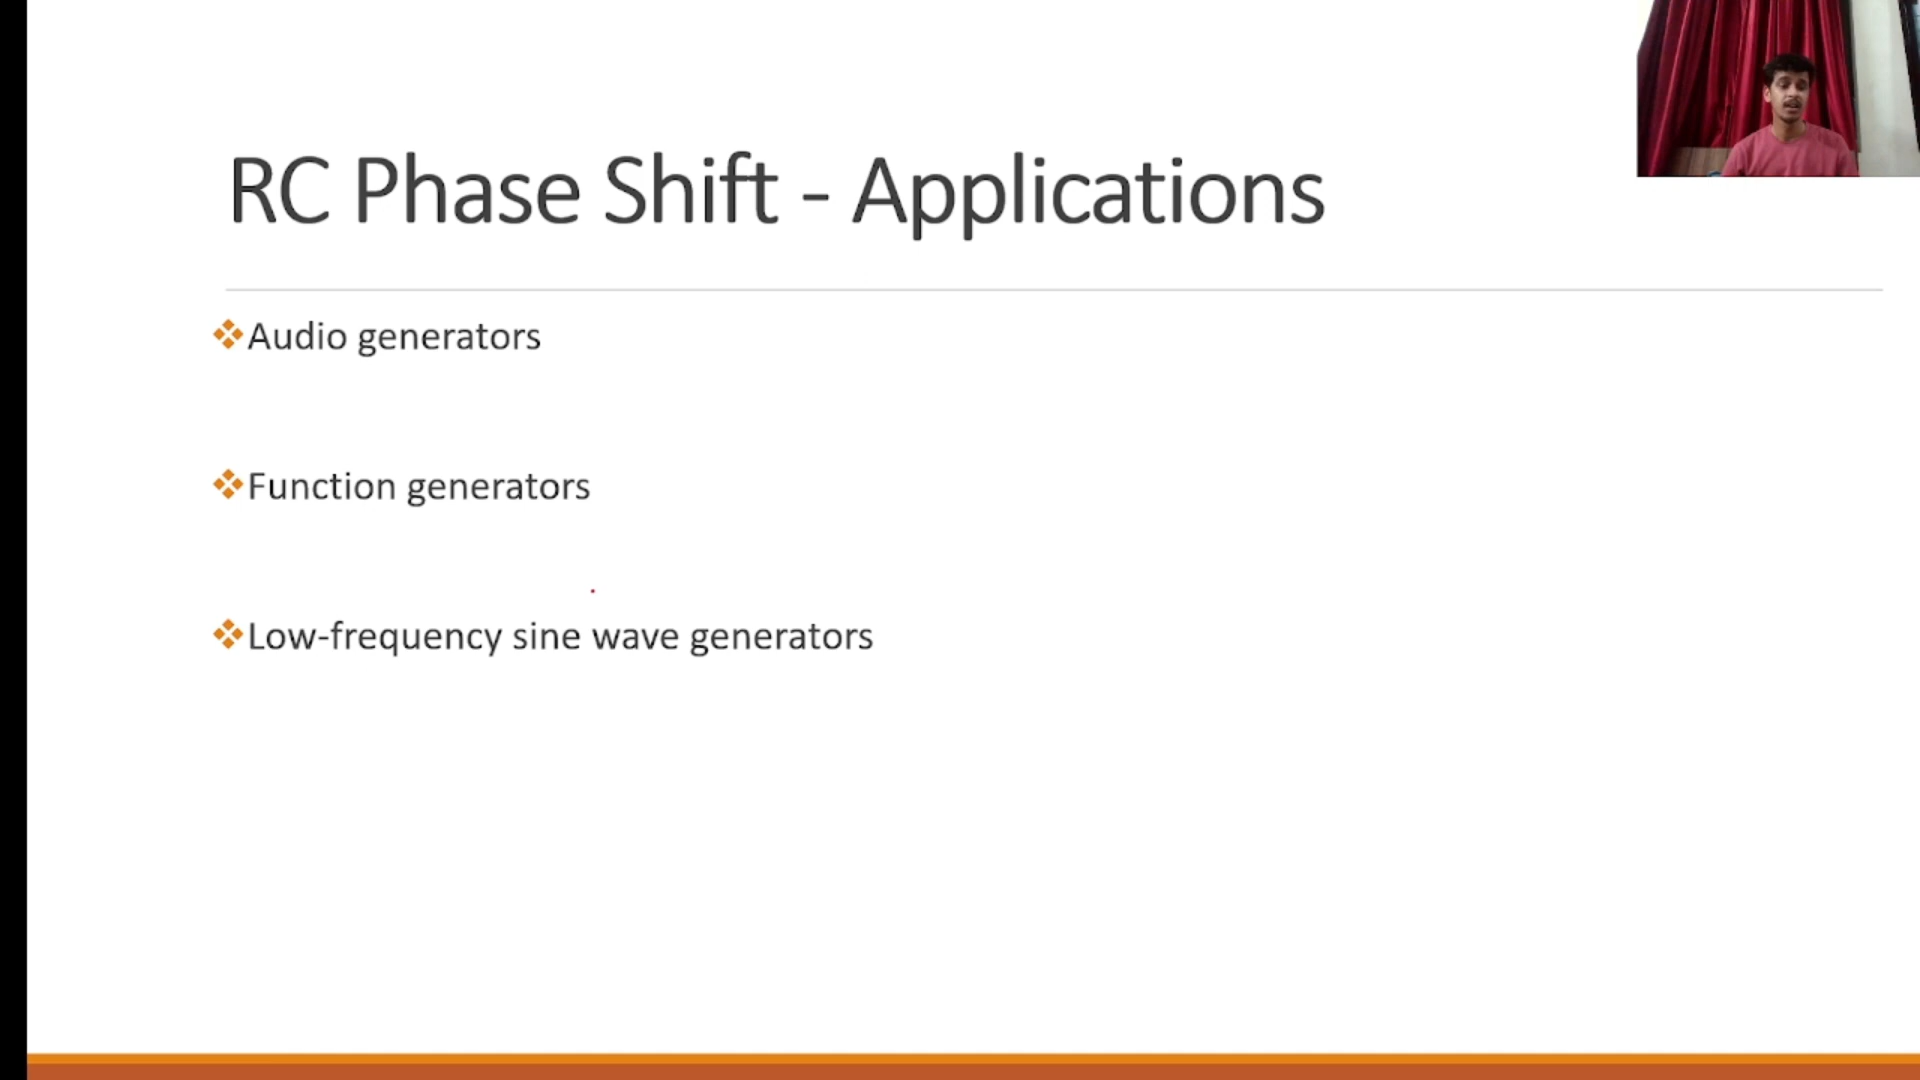 RC Phase Shift - Applications
Audio generators
Function generators
Low-frequency sine wave generators